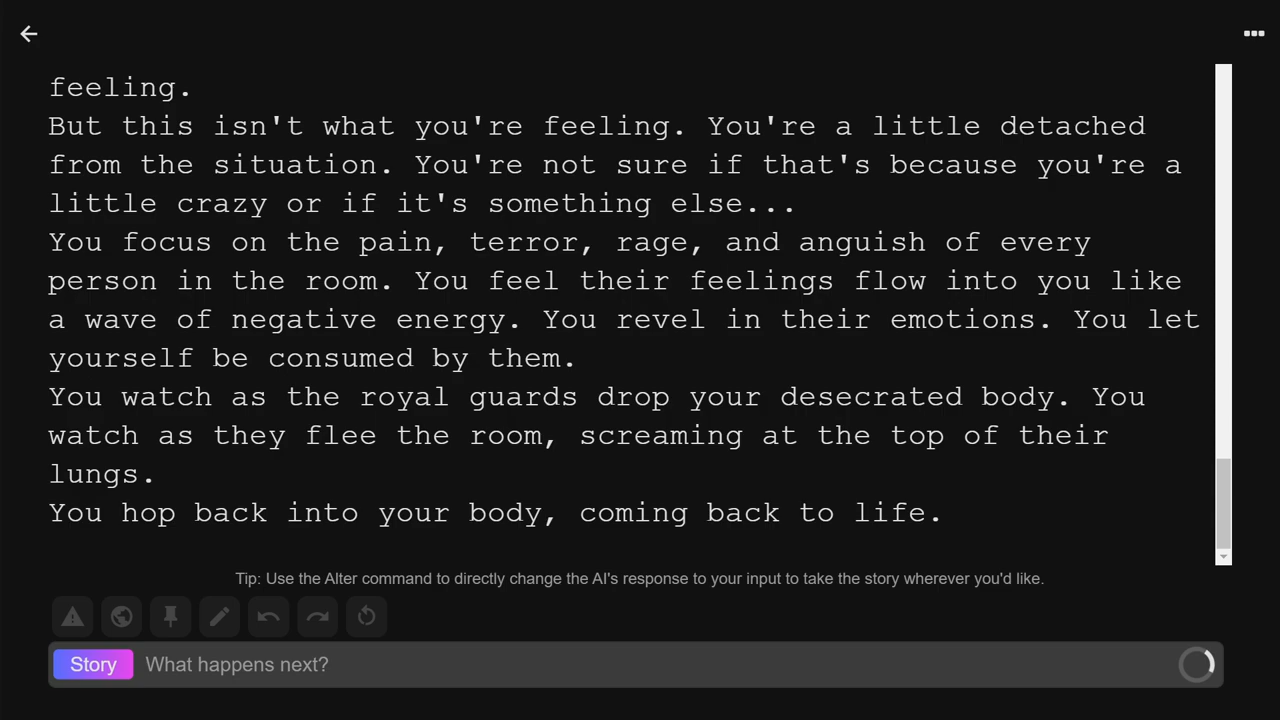 feeling.
But this isn't what you're feeling. You're a little detached
from the situation. You're not sure if that's because you're a
little crazy or if it's something else...
You focus on the pain, terror, rage, and anguish of every
person in the room. You feel their feelings flow into you like
a wave of negative energy. You revel in their emotions. You let
yourself be consumed by them.
You watch as the royal guards drop your desecrated body. You
watch as they flee the room, screaming at the top of their
lungs.
You hop back into your body, coming back to life.
Tip: Use the Alter command to directly change the AI's response to your input to take the story wherever you'd like.
Story What happens next?